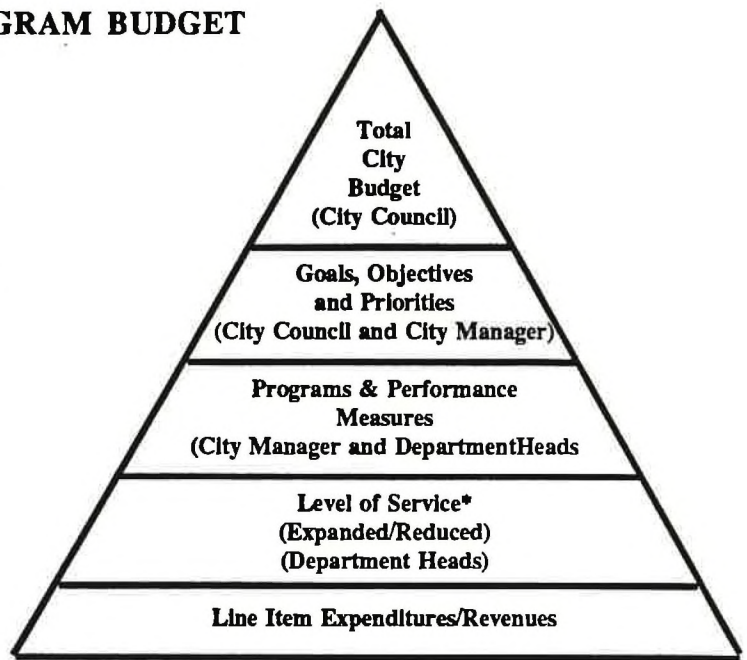 GRAM BUDGET
Total
City
Budget
(City Council)
Goals, Objectives
and Priorities
(City Council and City Manager)
Programs & Performance
Measures
(City Manager and DepartmentHeads
Level of Service*
(Expanded/Reduced)
(Department Heads)
Line Item Expenditures/Revenues